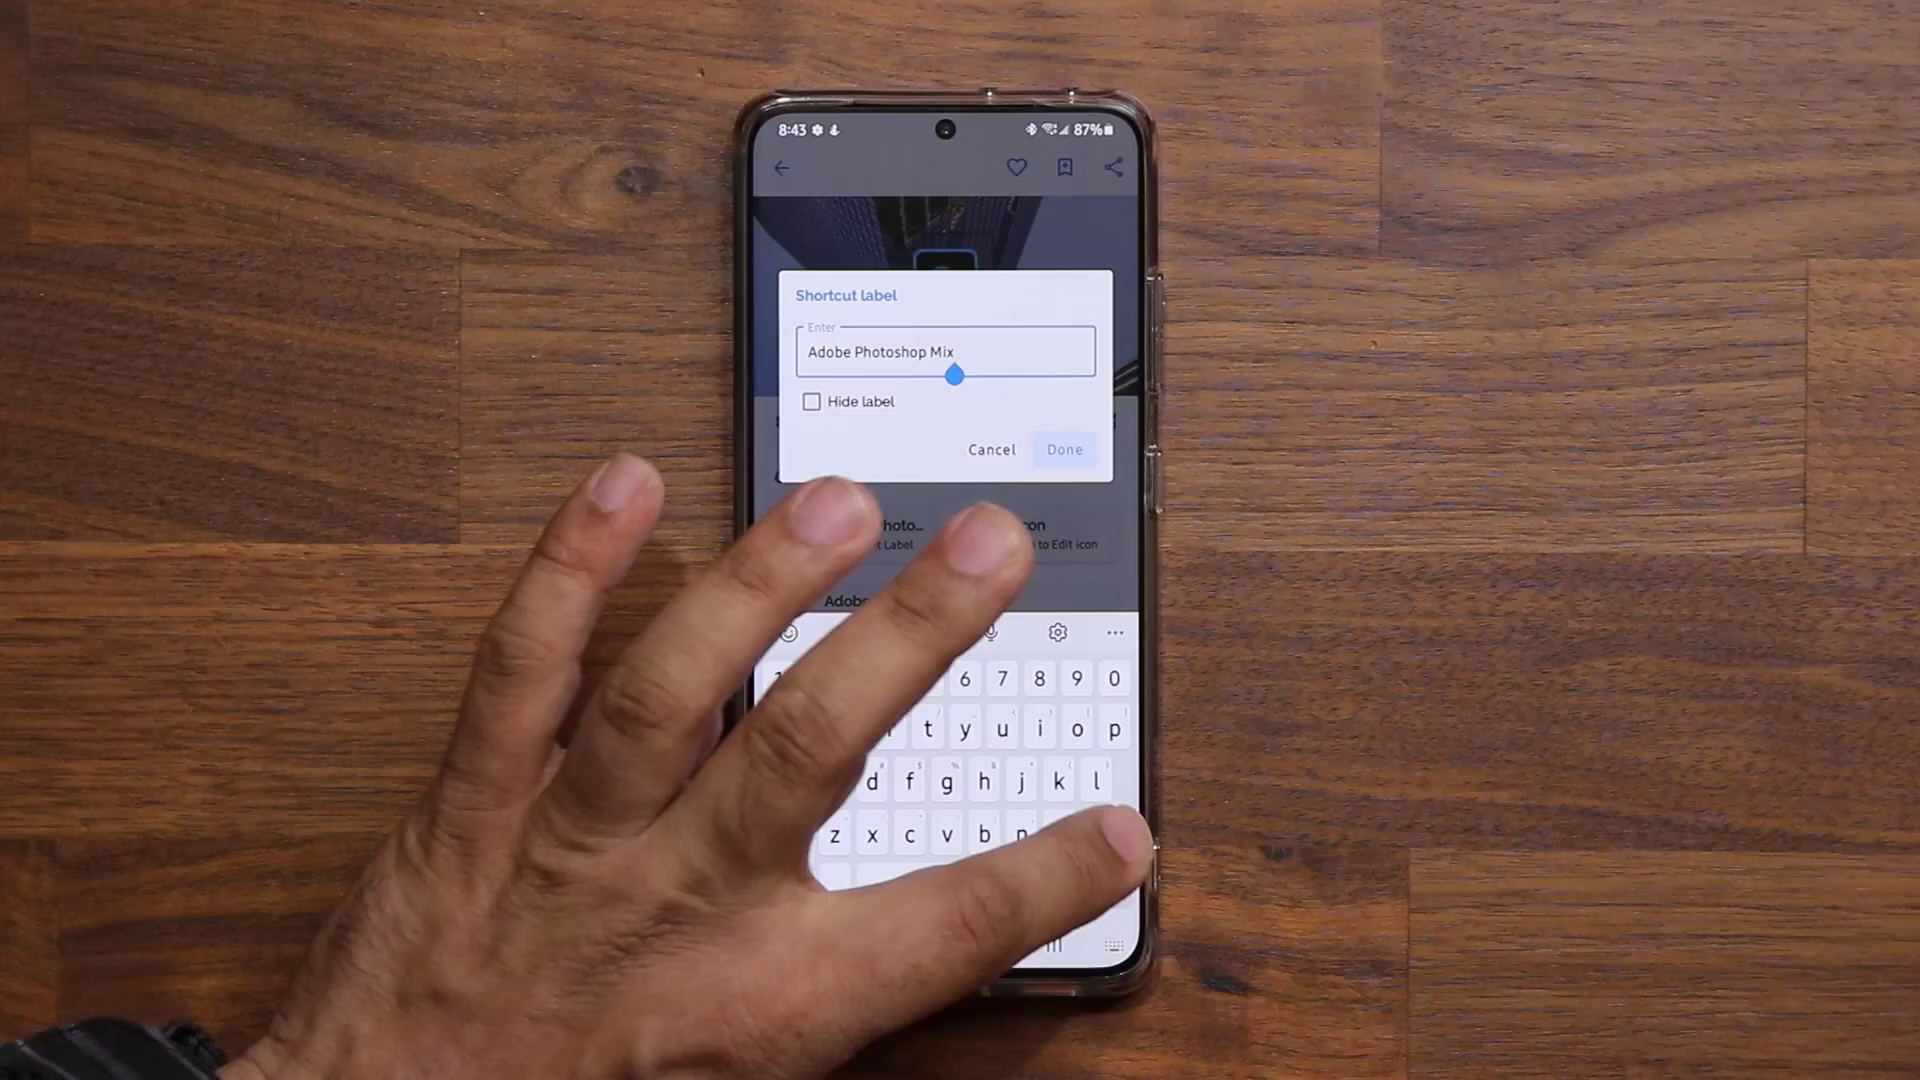 8:43 87%
Shortcut label
Enter
Adobe Photoshop Mix
Hide label
Cancel Done
hoto... con
t Label to Edit icon
Adob
6 7 8 9 0
t y u i o p
d f g h j k l
z x c v b n